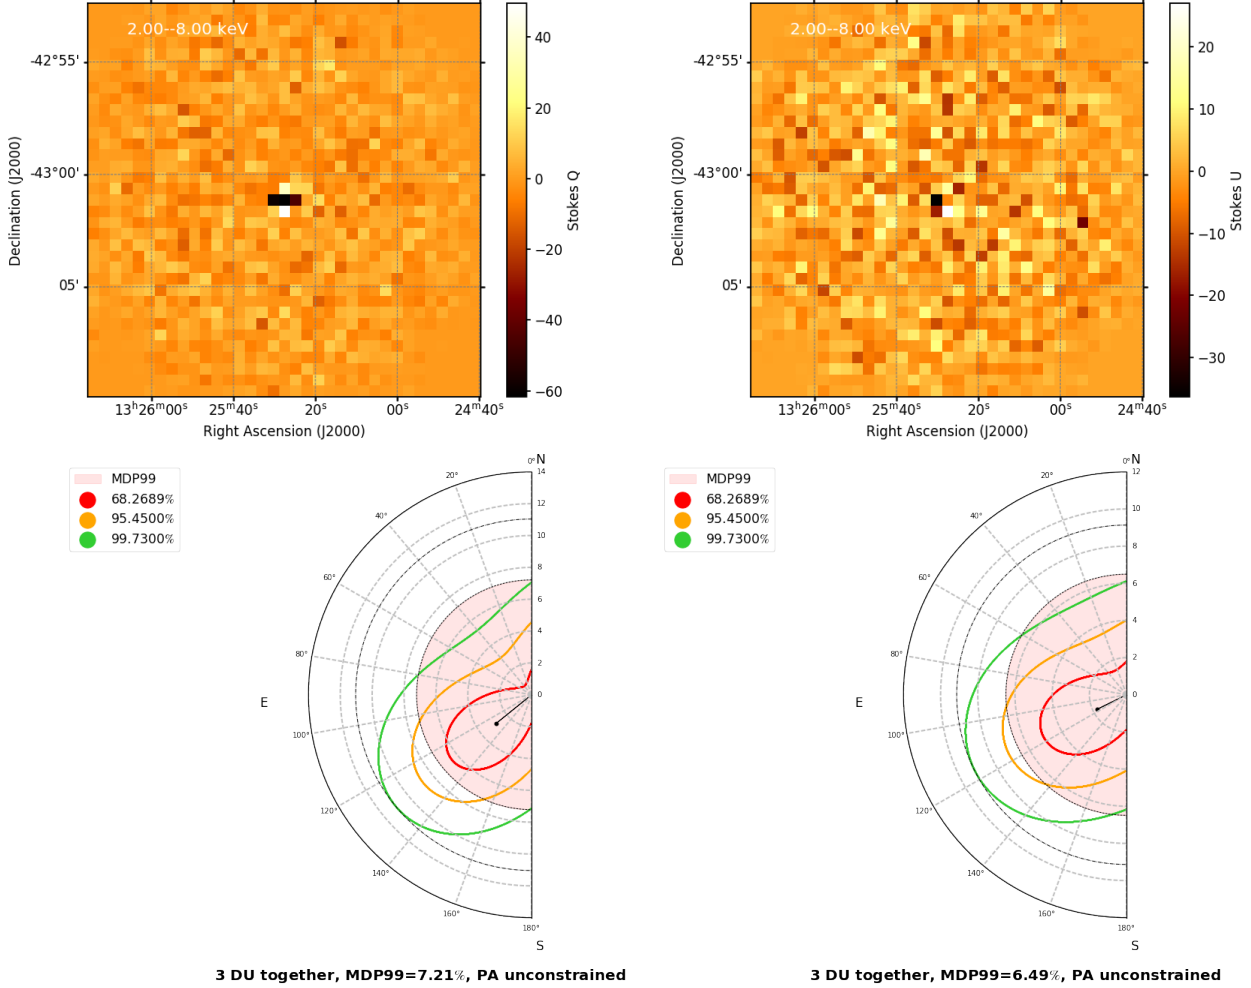 2.00--8.00 keV
-42°55'
-43°00'
05'
Declination (J2000)
13ʰ26ᵐ00ˢ 25ᵐ40ˢ 20ˢ 00ˢ 24ᵐ40ˢ
Right Ascension (J2000)
40
20
0
−20
−40
−60
Stokes Q
2.00--8.00 keV
-42°55'
-43°00'
05'
Declination (J2000)
13ʰ26ᵐ00ˢ 25ᵐ40ˢ 20ˢ 00ˢ 24ᵐ40ˢ
Right Ascension (J2000)
20
10
0
−10
−20
−30
Stokes U
MDP99
68.2689%
95.4500%
99.7300%
0° N
20°
40°
60°
80°
E
100°
120°
140°
160°
180°
S
14
12
10
8
6
4
2
0
3 DU together, MDP99=7.21%, PA unconstrained
MDP99
68.2689%
95.4500%
99.7300%
0° N
20°
40°
60°
80°
E
100°
120°
140°
160°
180°
S
12
10
8
6
4
2
0
3 DU together, MDP99=6.49%, PA unconstrained